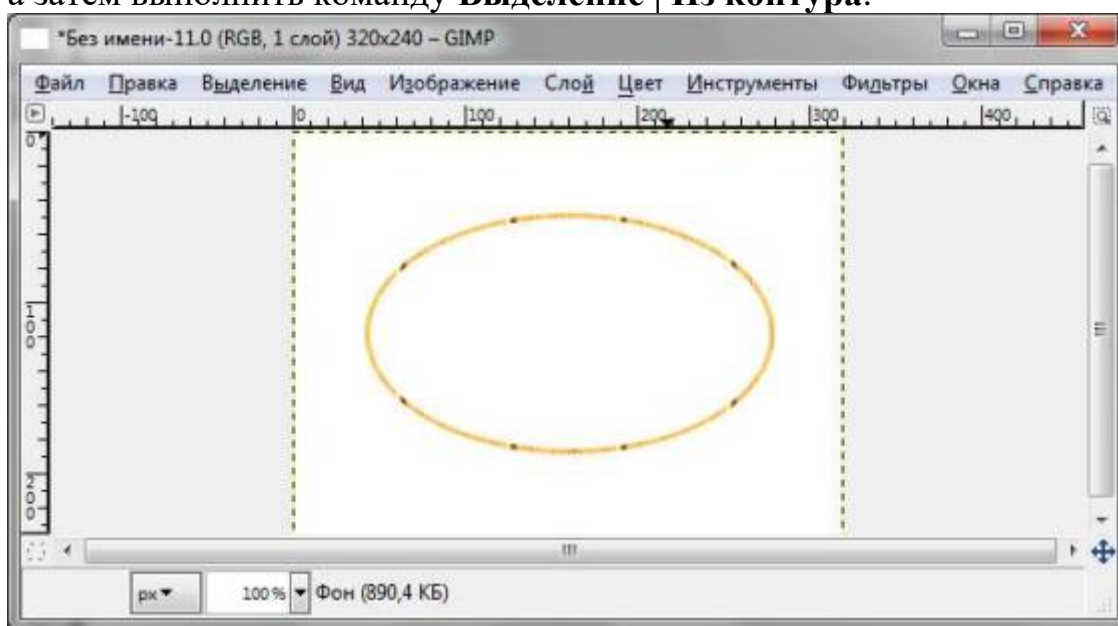 а затем выполнить команду Выделение | Из контура.
*Без имени-11.0 (RGB, 1 слой) 320x240 – GIMP
Файл Правка Выделение Вид Изображение Слой Цвет Инструменты Фильтры Окна Справка
-100 0 100 200 300 400
0
100
200
px 100 % Фон (890,4 КБ)